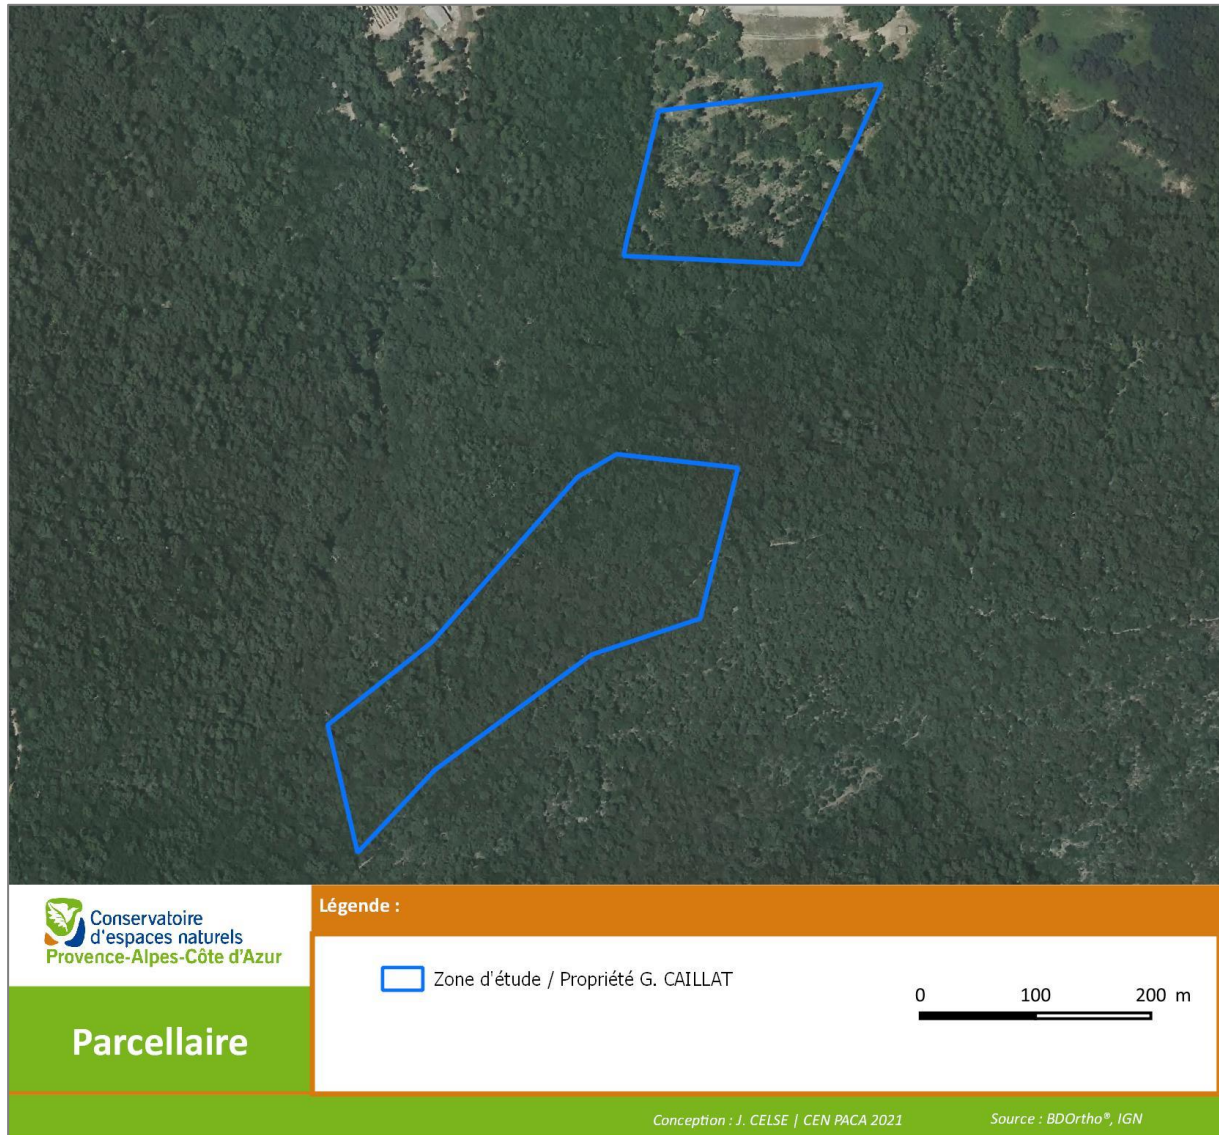 Conservatoire
d'espaces naturels
Provence-Alpes-Côte d'Azur
Parcellaire
Légende :
Zone d'étude / Propriété G. CAILLAT
0 100 200 m
Conception : J. CELSE | CEN PACA 2021 Source : BDOrtho®, IGN